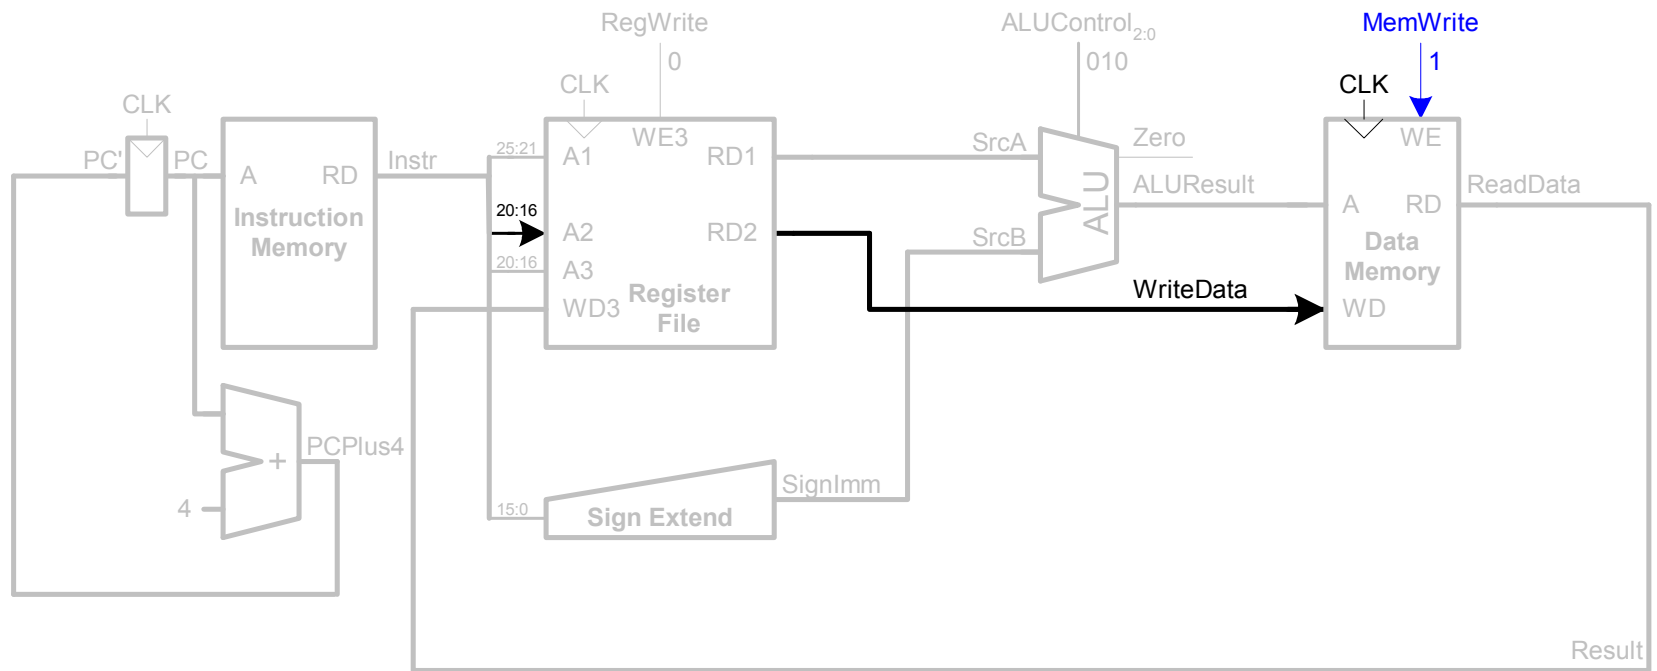 RegWrite
0
ALUControl2:0
010
MemWrite
1
CLK
CLK
CLK
PC'
PC
A
RD
Instruction
Memory
Instr
25:21
20:16
20:16
15:0
A1
A2
A3
WD3
WE3
RD1
RD2
Register
File
SrcA
SrcB
ALU
Zero
ALUResult
WriteData
WE
A
RD
Data
Memory
WD
ReadData
PCPlus4
+
4
SignImm
Sign Extend
Result